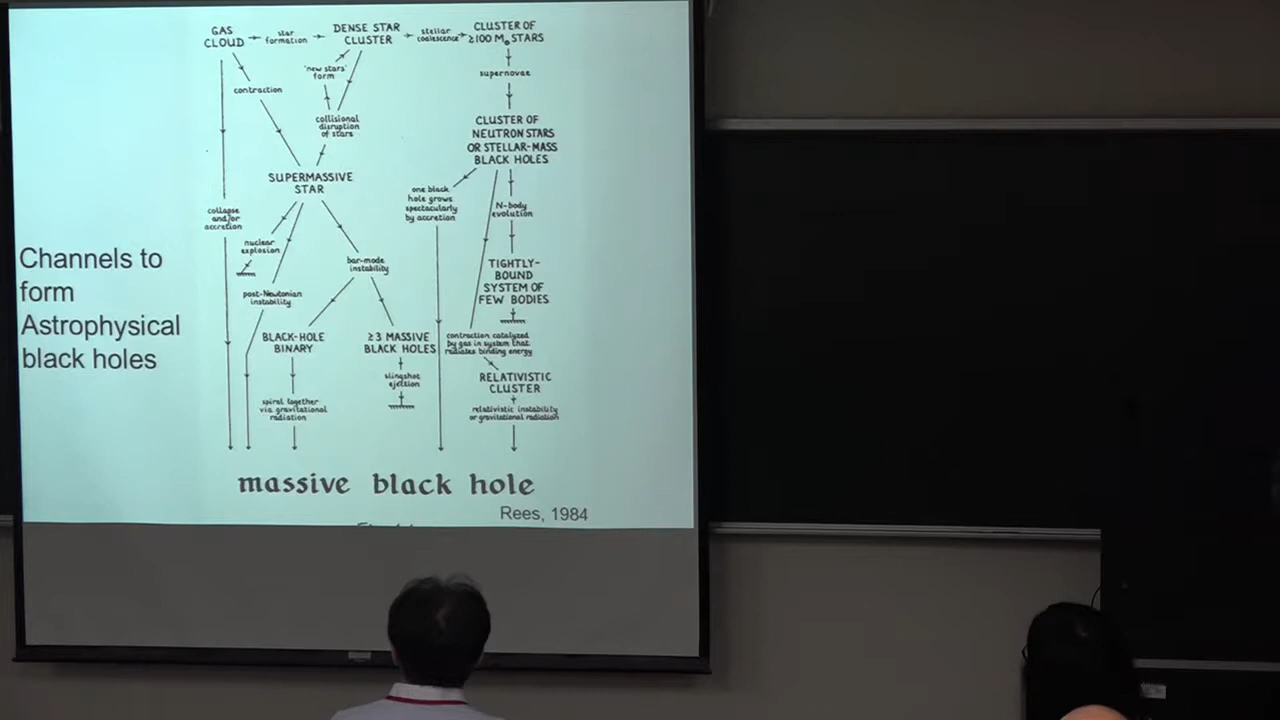 Channels to
form
Astrophysical
black holes
GAS
CLOUD
star
formation
DENSE STAR
CLUSTER
stellar
coalescence
CLUSTER OF
≥100 M⊙ STARS
contraction
'new stars'
form
supernovae
collisional
disruption
of stars
CLUSTER OF
NEUTRON STARS
OR STELLAR-MASS
BLACK HOLES
SUPERMASSIVE
STAR
one black
hole grows
spectacularly
by accretion
N-body
evolution
collapse
and/or
accretion
nuclear
explosion
bar-mode
instability
TIGHTLY-
BOUND
SYSTEM OF
FEW BODIES
post-Newtonian
instability
BLACK-HOLE
BINARY
≥3 MASSIVE
BLACK HOLES
contraction catalyzed
by gas in system that
radiates binding energy
slingshot
ejection
RELATIVISTIC
CLUSTER
spiral together
via gravitational
radiation
relativistic instability
or gravitational radiation
massive black hole
Rees, 1984